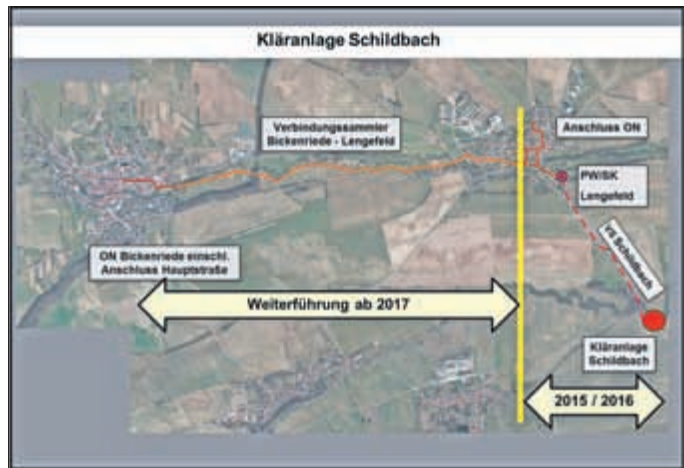 Kläranlage Schildbach
Verbindungssammler
Bickenriede - Lengefeld
Anschluss ON
PW/SK
Lengefeld
VS Schildbach
ON Bickenriede einschl.
Anschluss Hauptstraße
Weiterführung ab 2017
Kläranlage
Schildbach
2015 / 2016